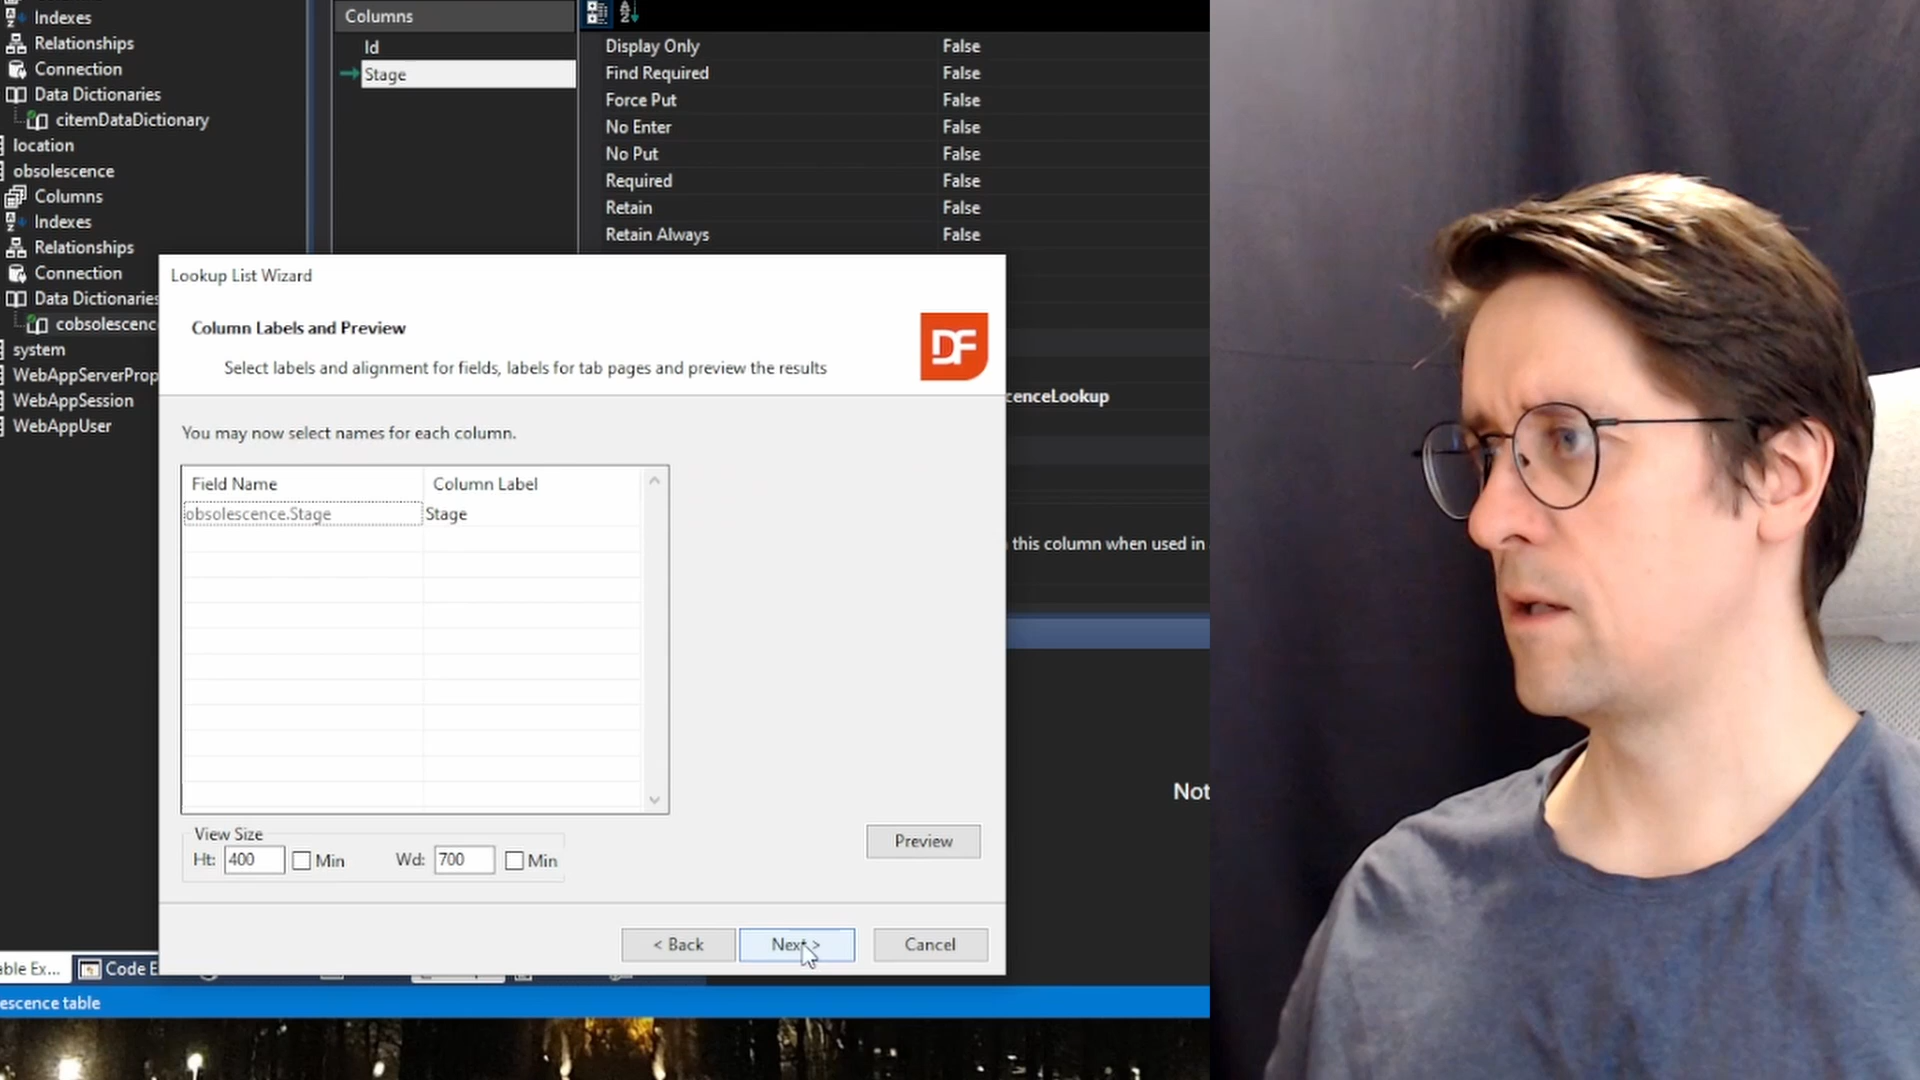 Indexes
Relationships
Connection
Data Dictionaries
citemDataDictionary
location
obsolescence
Columns
Indexes
Relationships
Connection
Data Dictionaries
cobsolescenc
system
WebAppServerProp
WebAppSession
WebAppUser
Columns
Id
Stage
Display Only False
Find Required False
Force Put False
No Enter False
No Put False
Required False
Retain False
Retain Always False
cenceLookup
this column when used in
Not
Lookup List Wizard
Column Labels and Preview
Select labels and alignment for fields, labels for tab pages and preview the results
DF
You may now select names for each column.
Field Name Column Label
obsolescence.Stage Stage
View Size
Ht: 400 Min Wd: 700 Min
Preview
< Back Next > Cancel
able Ex... Code E
escence table